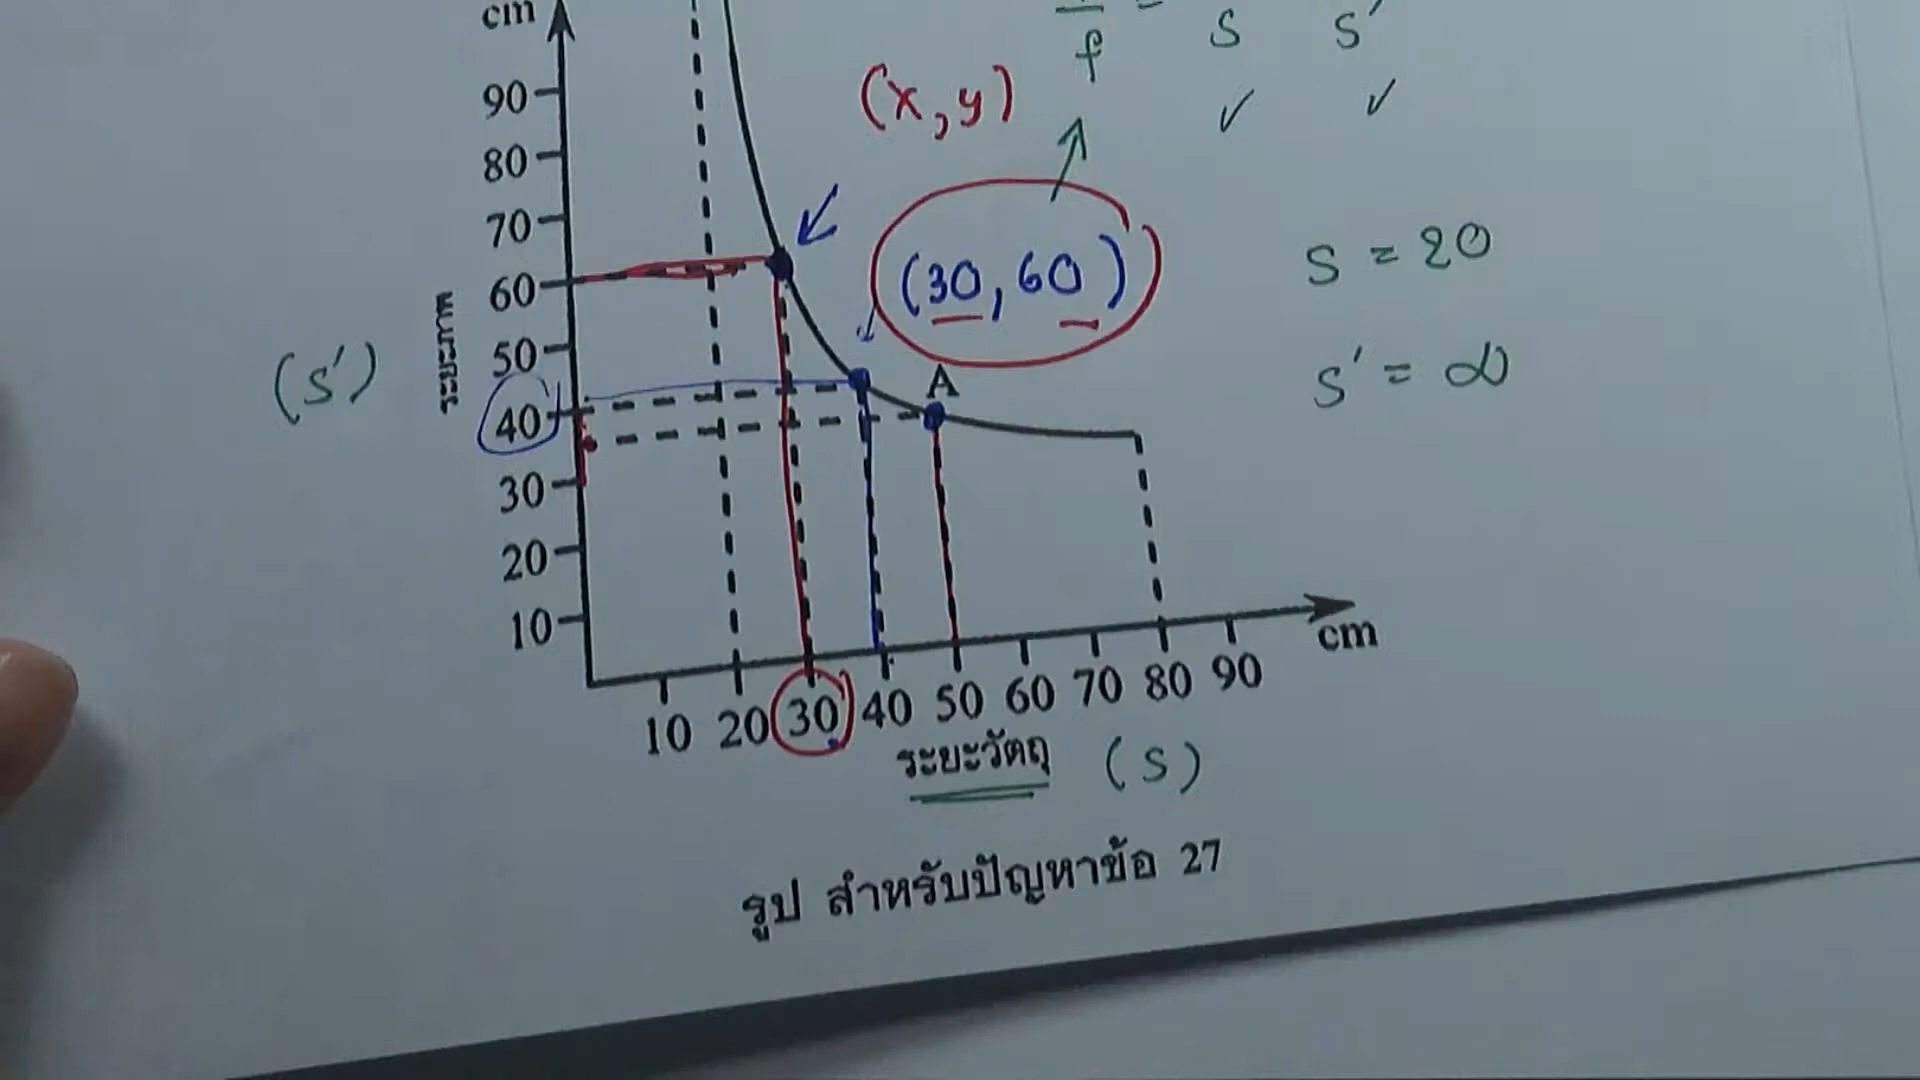 cm
f = s s'
(x,y)
90
80
70
60
50
40
30
20
10
(30,60)
s = 20
s' = ∞
(s')
ระยะภาพ
A
cm
10 20 30 40 50 60 70 80 90
ระยะวัตถุ (s)
รูป สำหรับปัญหาข้อ 27